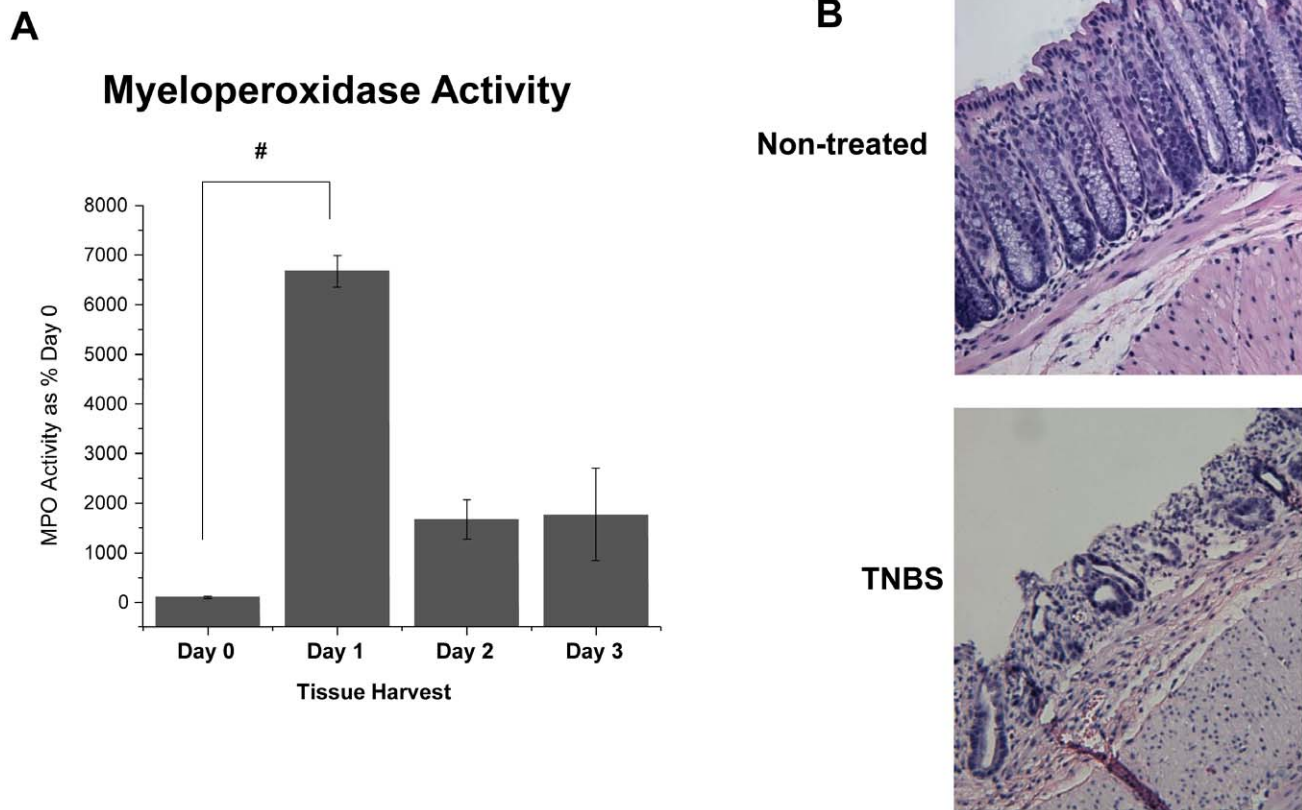 A
Myeloperoxidase Activity
#
8000
7000
6000
5000
4000
3000
2000
1000
0
MPO Activity as % Day 0
Day 0 Day 1 Day 2 Day 3
Tissue Harvest
B
Non-treated
TNBS